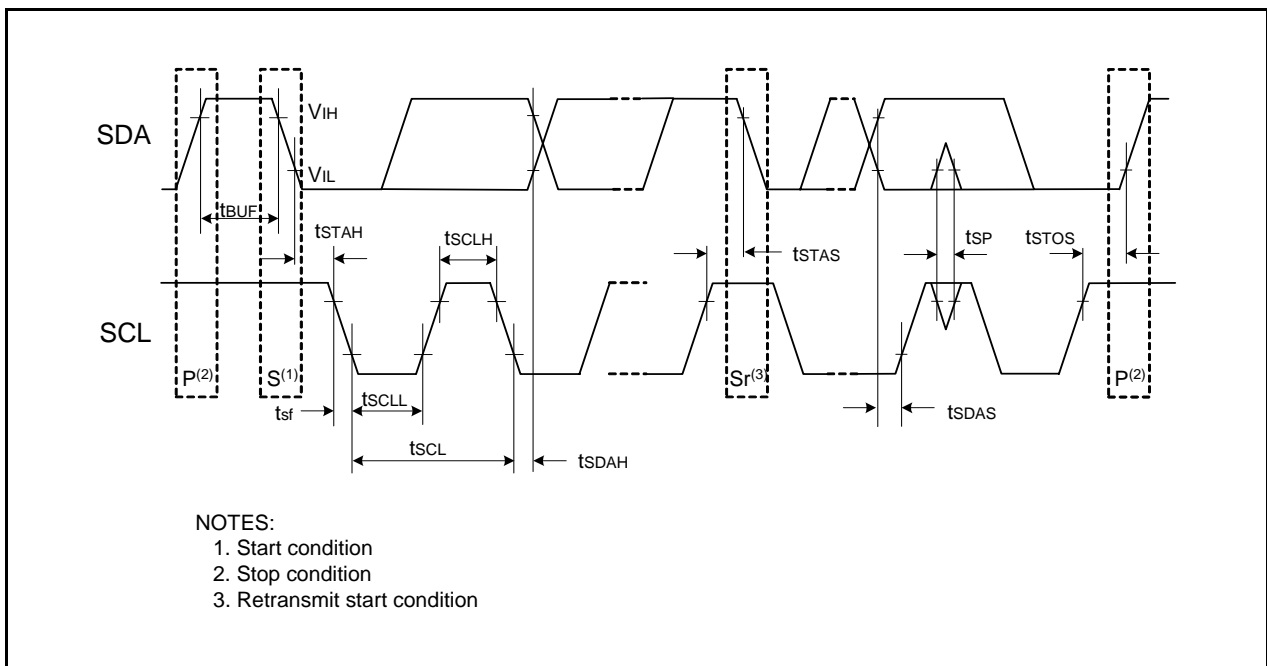 SDA
VIH
VIL
tBUF
tSTAH
tSCLH
tSTAS
tSP
tSTOS
SCL
P(2)
S(1)
Sr(3)
P(2)
tsf
tSCLL
tSDAS
tSCL
tSDAH
NOTES:
1. Start condition
2. Stop condition
3. Retransmit start condition